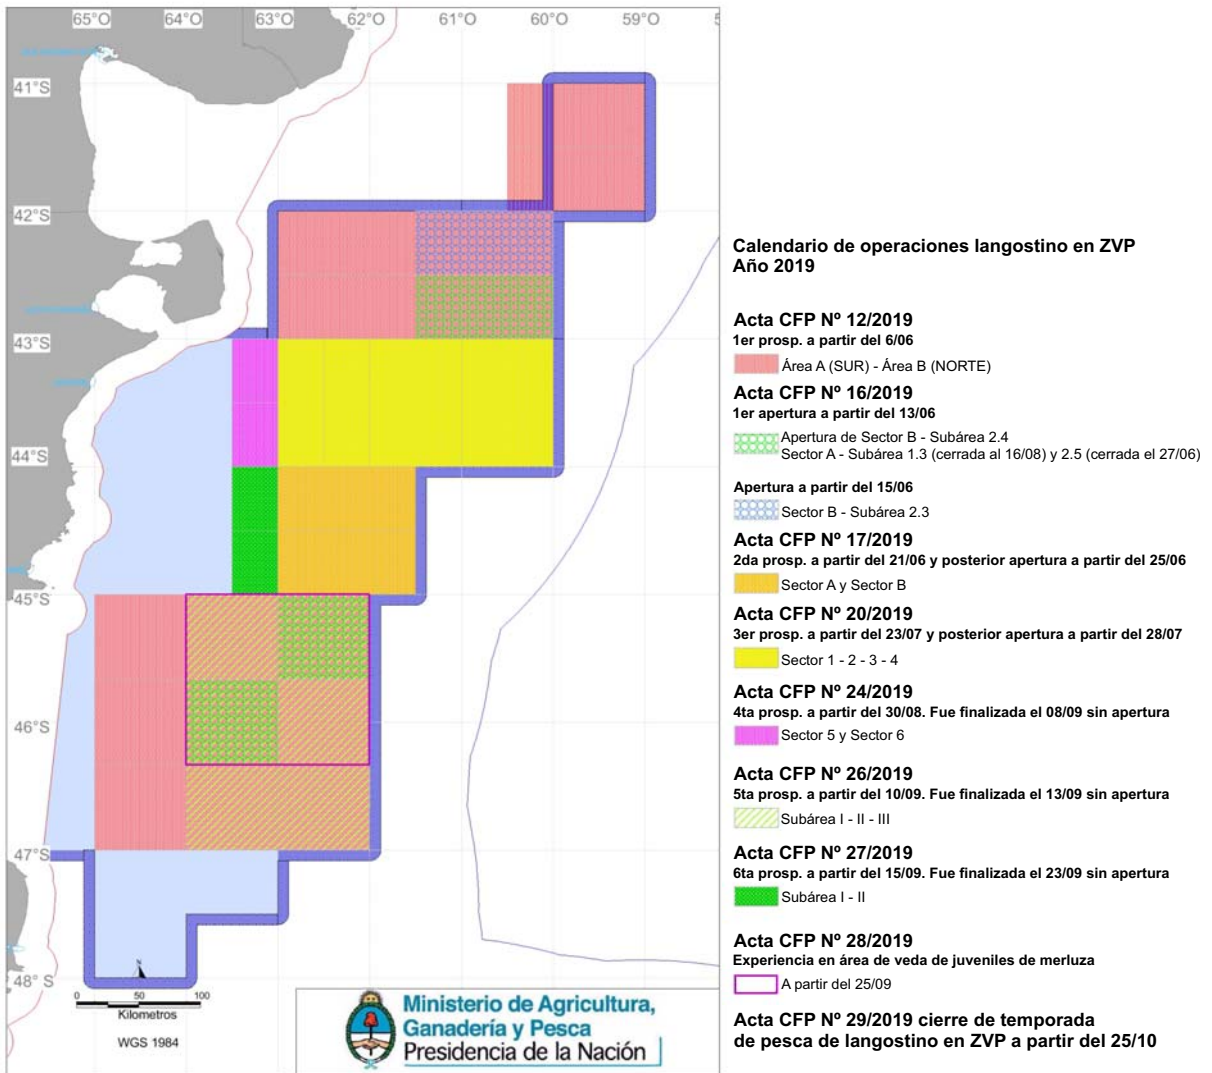 65°O 64°O 63°O 62°O 61°O 60°O 59°O 5
41°S
42°S
43°S
44°S
45°S
46°S
47°S
48° S
N
0 50 100
Kilometros
WGS 1984
Ministerio de Agricultura,
Ganadería y Pesca
Presidencia de la Nación
Calendario de operaciones langostino en ZVP
Año 2019
Acta CFP Nº 12/2019
1er prosp. a partir del 6/06
Área A (SUR) - Área B (NORTE)
Acta CFP Nº 16/2019
1er apertura a partir del 13/06
Apertura de Sector B - Subárea 2.4
Sector A - Subárea 1.3 (cerrada al 16/08) y 2.5 (cerrada el 27/06)
Apertura a partir del 15/06
Sector B - Subárea 2.3
Acta CFP Nº 17/2019
2da prosp. a partir del 21/06 y posterior apertura a partir del 25/06
Sector A y Sector B
Acta CFP Nº 20/2019
3er prosp. a partir del 23/07 y posterior apertura a partir del 28/07
Sector 1 - 2 - 3 - 4
Acta CFP Nº 24/2019
4ta prosp. a partir del 30/08. Fue finalizada el 08/09 sin apertura
Sector 5 y Sector 6
Acta CFP Nº 26/2019
5ta prosp. a partir del 10/09. Fue finalizada el 13/09 sin apertura
Subárea I - II - III
Acta CFP Nº 27/2019
6ta prosp. a partir del 15/09. Fue finalizada el 23/09 sin apertura
Subárea I - II
Acta CFP Nº 28/2019
Experiencia en área de veda de juveniles de merluza
A partir del 25/09
Acta CFP Nº 29/2019 cierre de temporada
de pesca de langostino en ZVP a partir del 25/10